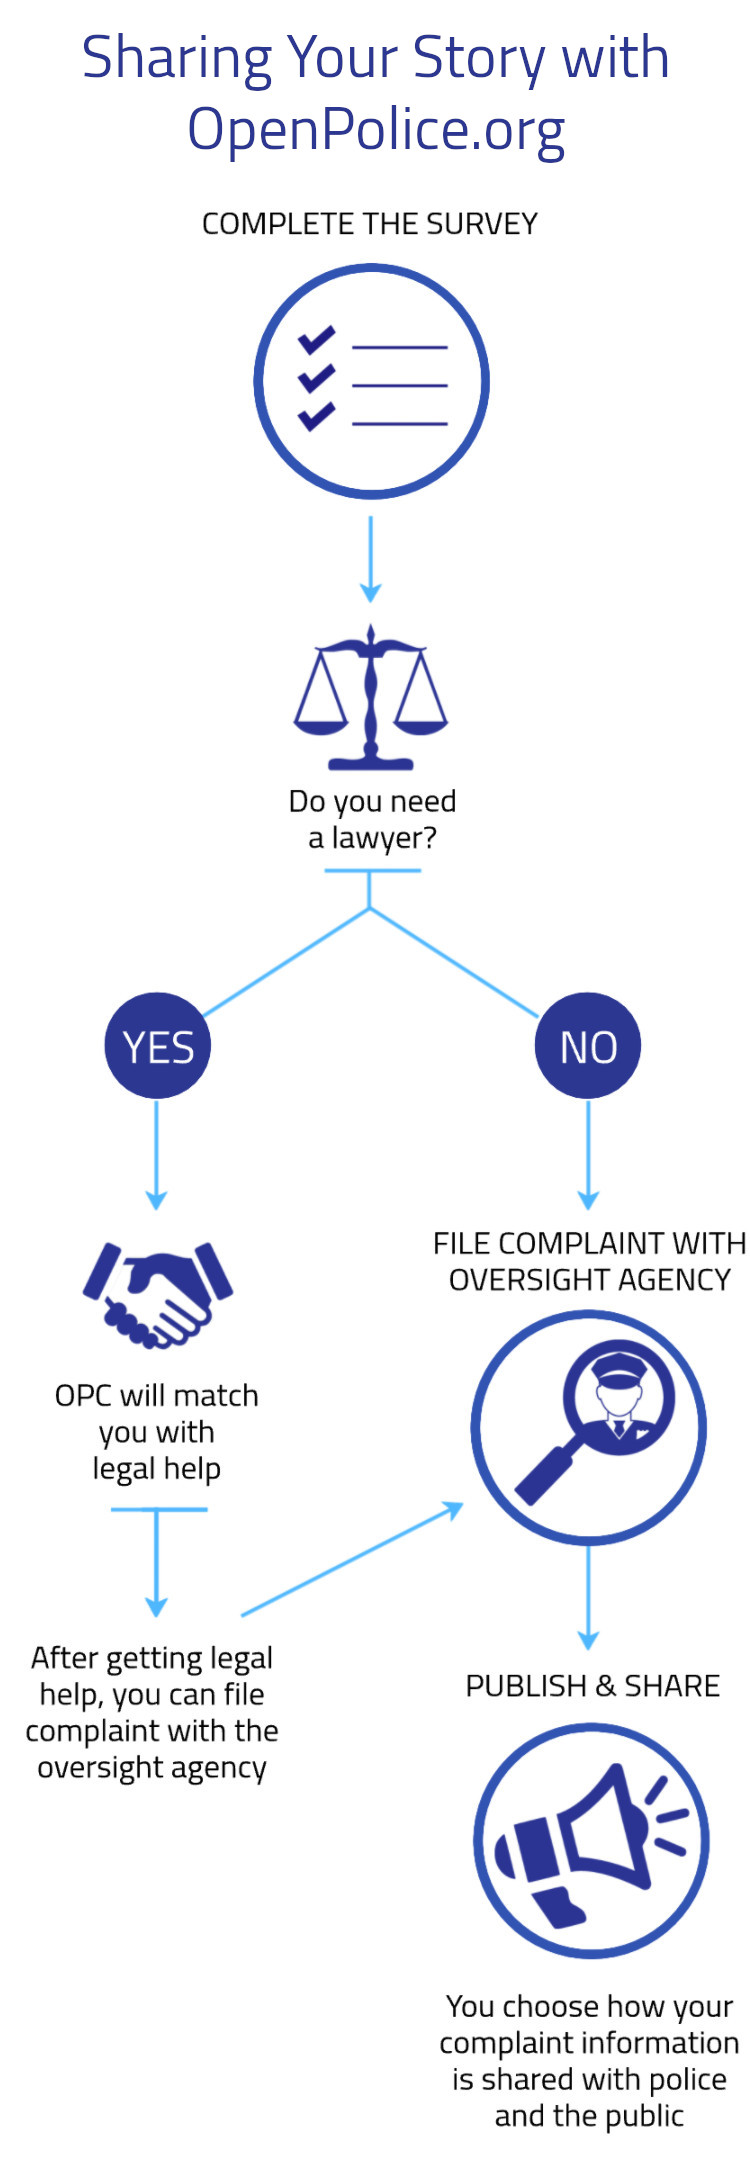 Sharing Your Story with
OpenPolice.org
COMPLETE THE SURVEY
Do you need
a lawyer?
YES
NO
OPC will match
you with
legal help
After getting legal
help, you can file
complaint with the
oversight agency
FILE COMPLAINT WITH
OVERSIGHT AGENCY
PUBLISH & SHARE
You choose how your
complaint information
is shared with police
and the public